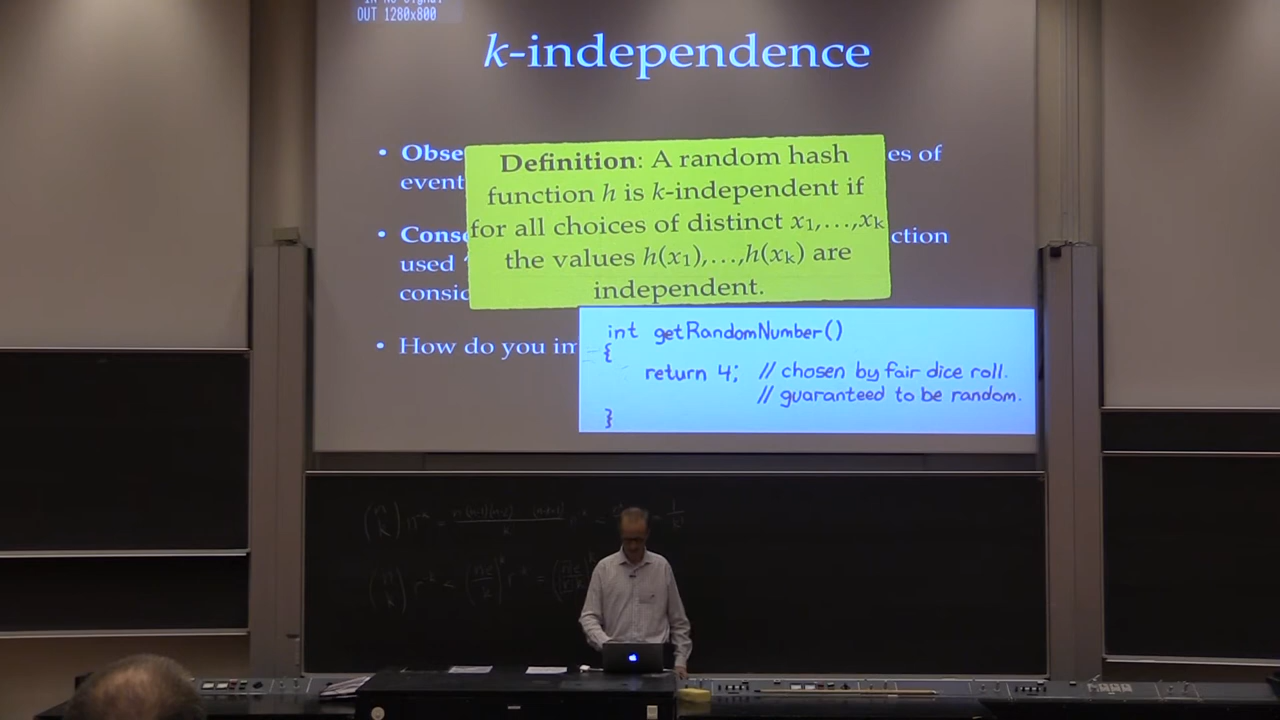 OUT 1280x800
k-independence
• Obse
es of
event
Definition: A random hash
function h is k-independent if
for all choices of distinct x1,…,xk
the values h(x1),…,h(xk) are
independent.
• Cons
ction
used
consid
• How do you im
int getRandomNumber()
{
return 4; // chosen by fair dice roll.
// guaranteed to be random.
}